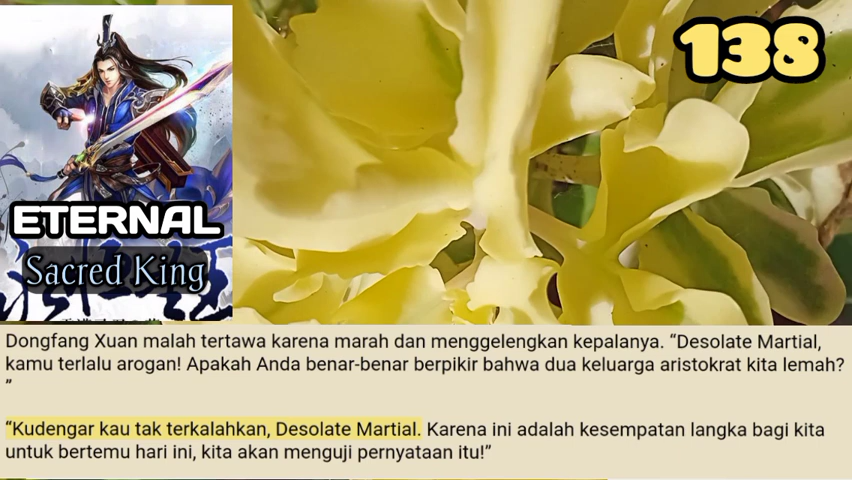 138
ETERNAL
Sacred King
Dongfang Xuan malah tertawa karena marah dan menggelengkan kepalanya. “Desolate Martial,
kamu terlalu arogan! Apakah Anda benar-benar berpikir bahwa dua keluarga aristokrat kita lemah?
”
“Kudengar kau tak terkalahkan, Desolate Martial. Karena ini adalah kesempatan langka bagi kita
untuk bertemu hari ini, kita akan menguji pernyataan itu!”